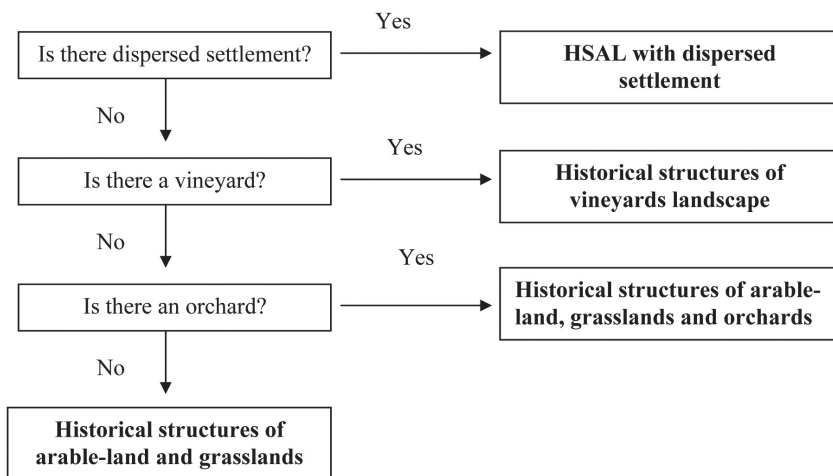 Yes
Is there dispersed settlement?
HSAL with dispersed
settlement
No
Yes
Is there a vineyard?
Historical structures of
vineyards landscape
No
Yes
Is there an orchard?
Historical structures of arable-
land, grasslands and orchards
No
Historical structures of
arable-land and grasslands